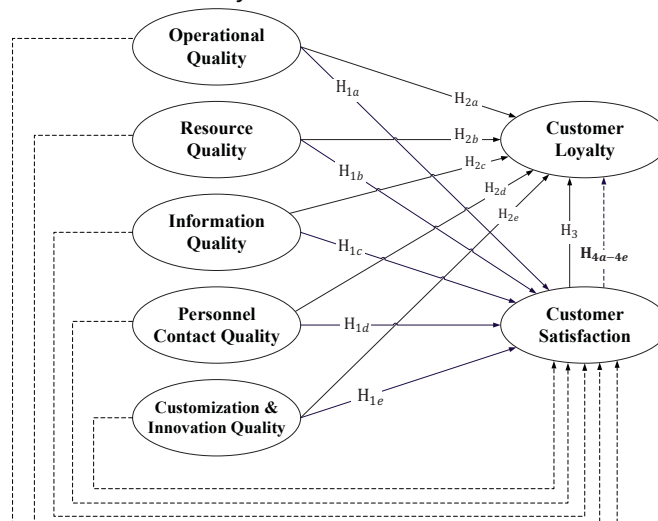 Operational
Quality
H1a
H2a
Resource
Quality
H2b
H1b
Customer
Loyalty
H2c
Information
Quality
H2d
H2e
H1c
H3
H4a−4e
Personnel
Contact Quality
H1d
Customer
Satisfaction
Customization &
Innovation Quality
H1e